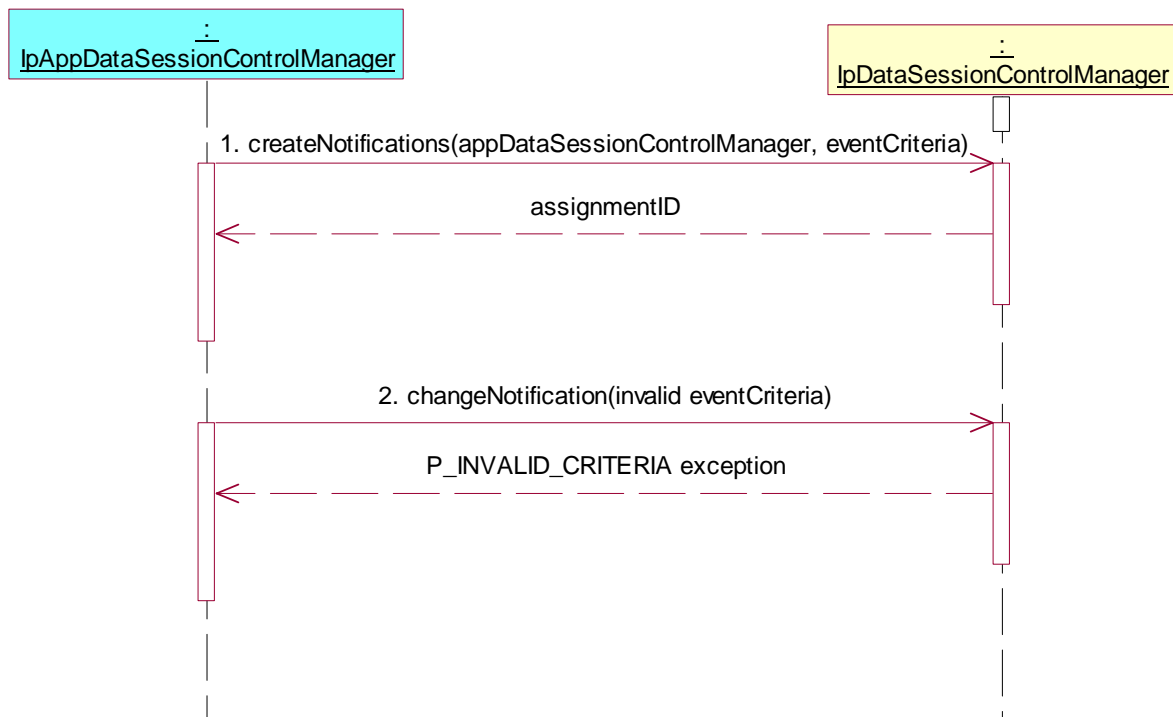 :
IpAppDataSessionControlManager
:
IpDataSessionControlManager
1. createNotifications(appDataSessionControlManager, eventCriteria)
assignmentID
2. changeNotification(invalid eventCriteria)
P_INVALID_CRITERIA exception